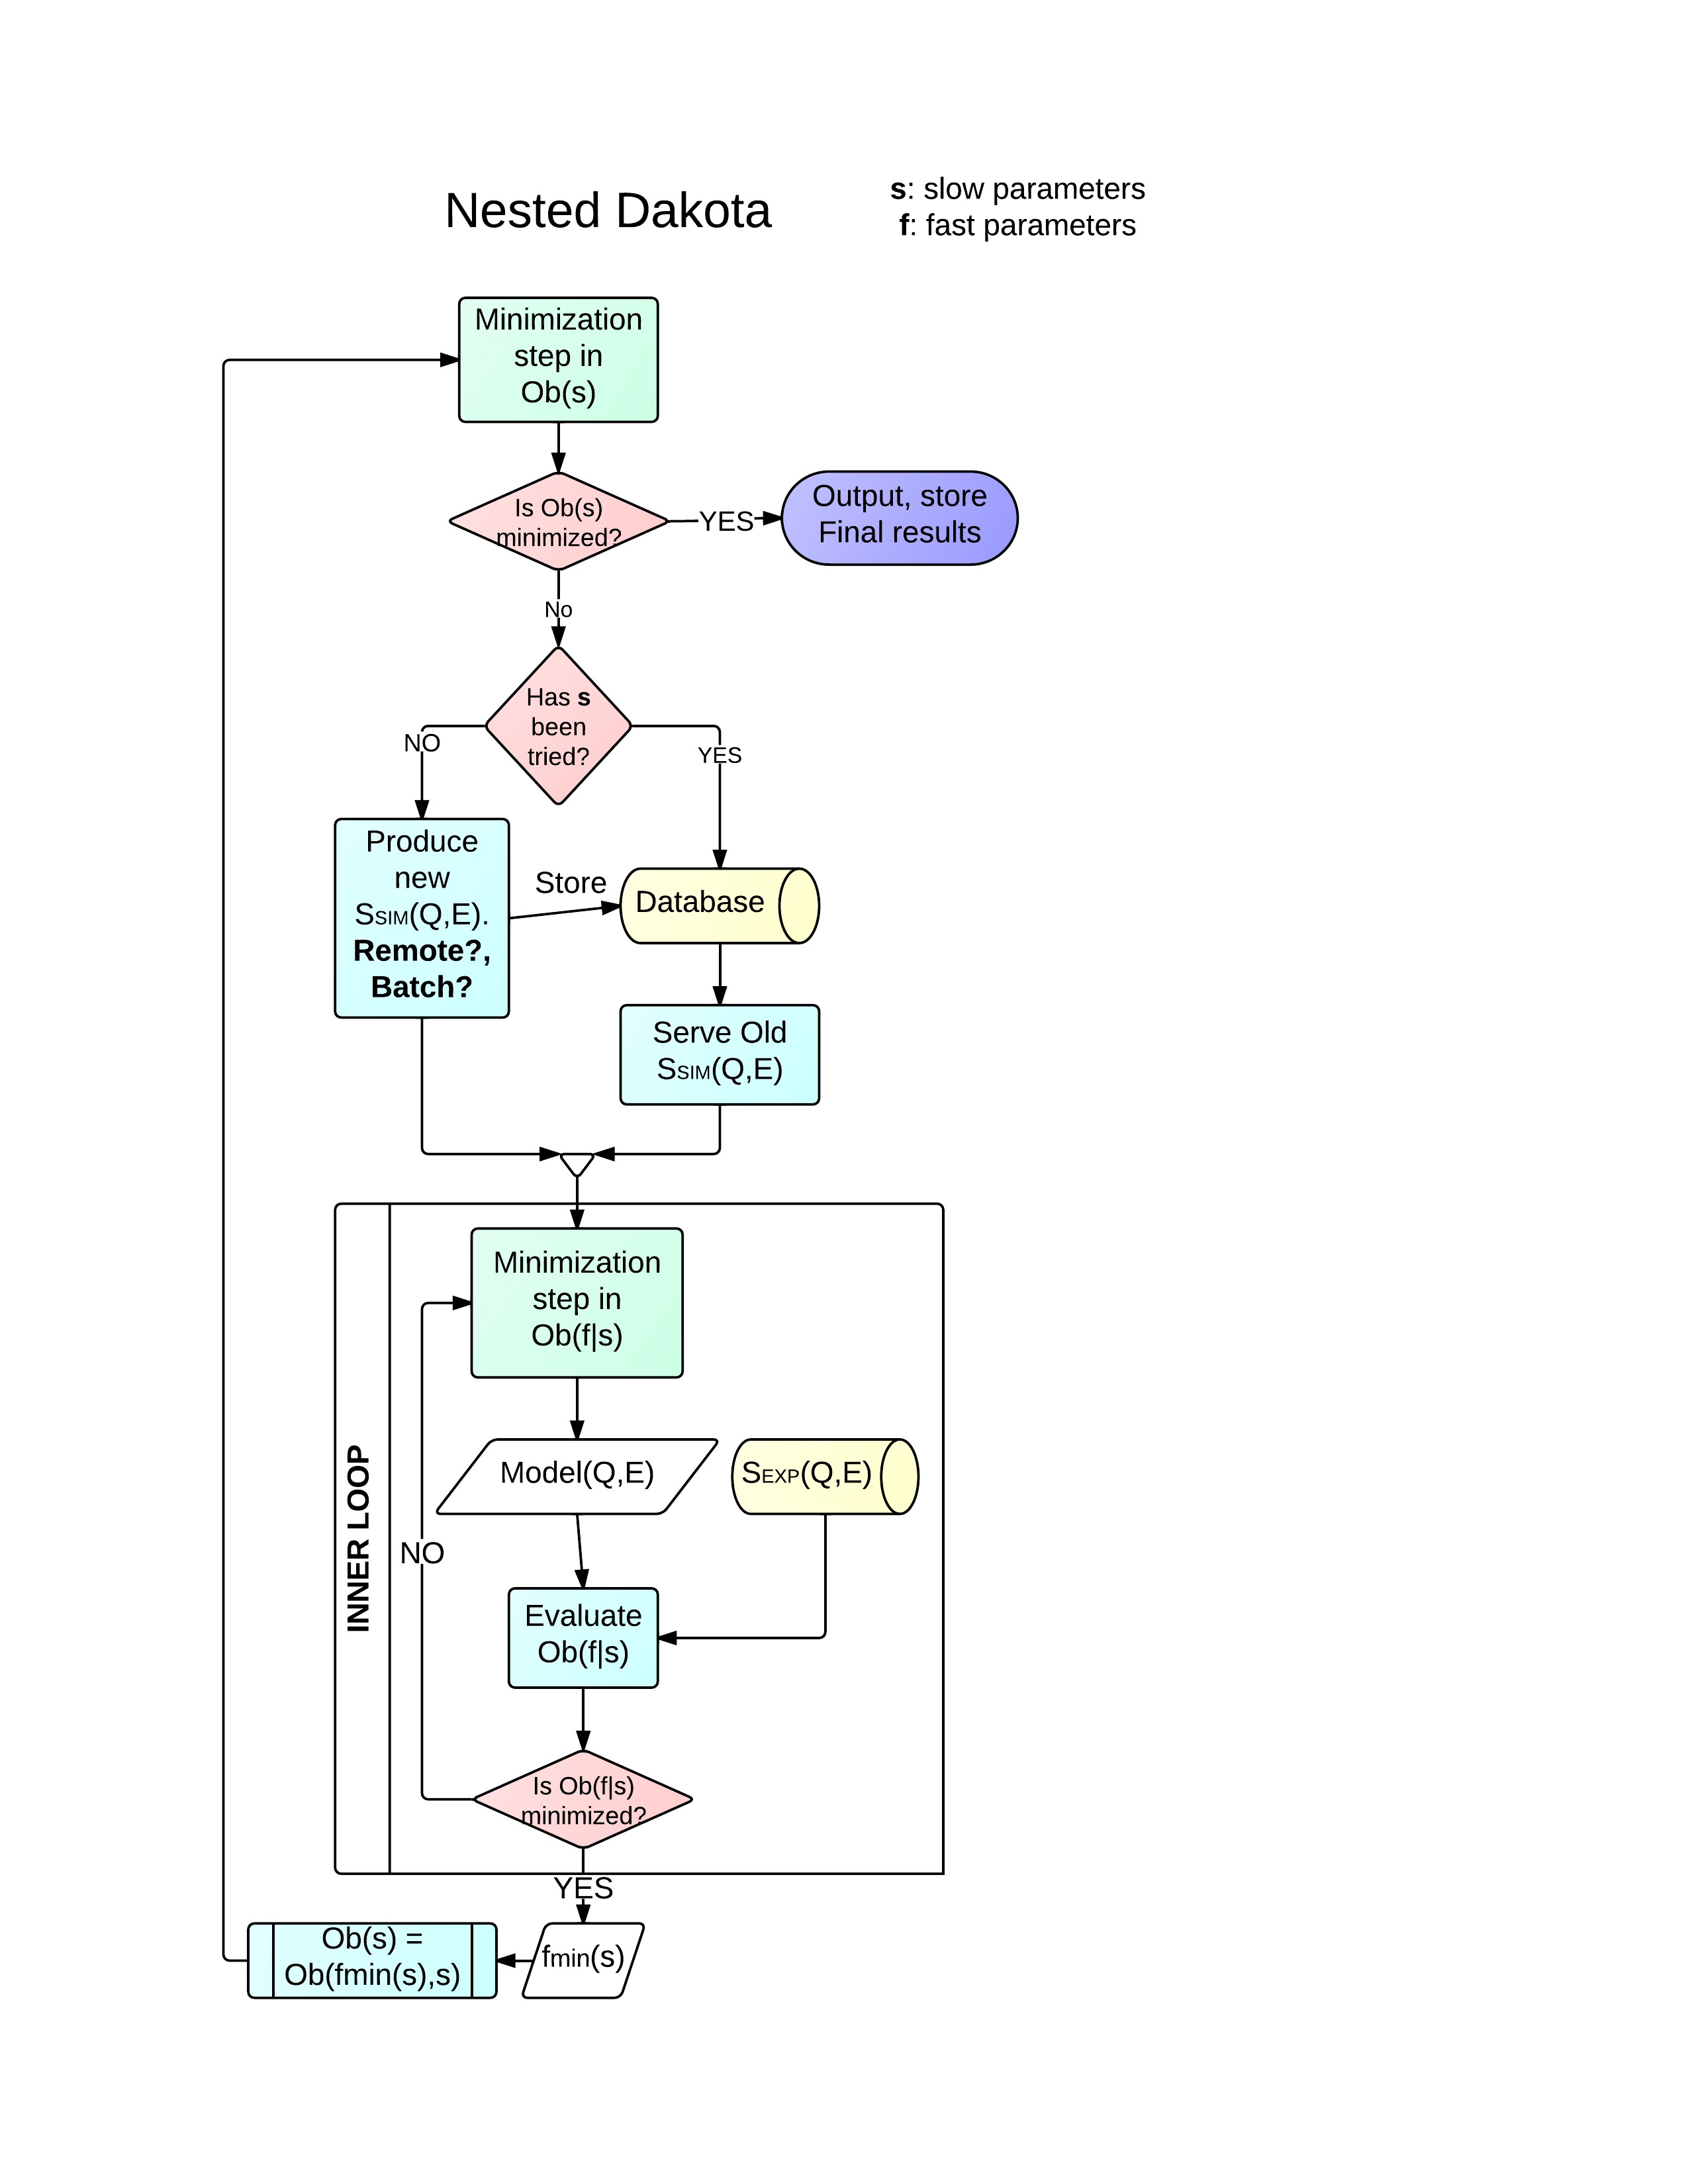 Nested Dakota
s: slow parameters
f: fast parameters
Minimization
step in
Ob(s)
Is Ob(s)
minimized?
YES
Output, store
Final results
No
Has s
been
tried?
NO
YES
Produce
new
SSIM(Q,E).
Remote?,
Batch?
Store
Database
Serve Old
SSIM(Q,E)
INNER LOOP
Minimization
step in
Ob(f|s)
Model(Q,E)
SEXP(Q,E)
NO
Evaluate
Ob(f|s)
Is Ob(f|s)
minimized?
YES
fmin(s)
Ob(s) =
Ob(fmin(s),s)